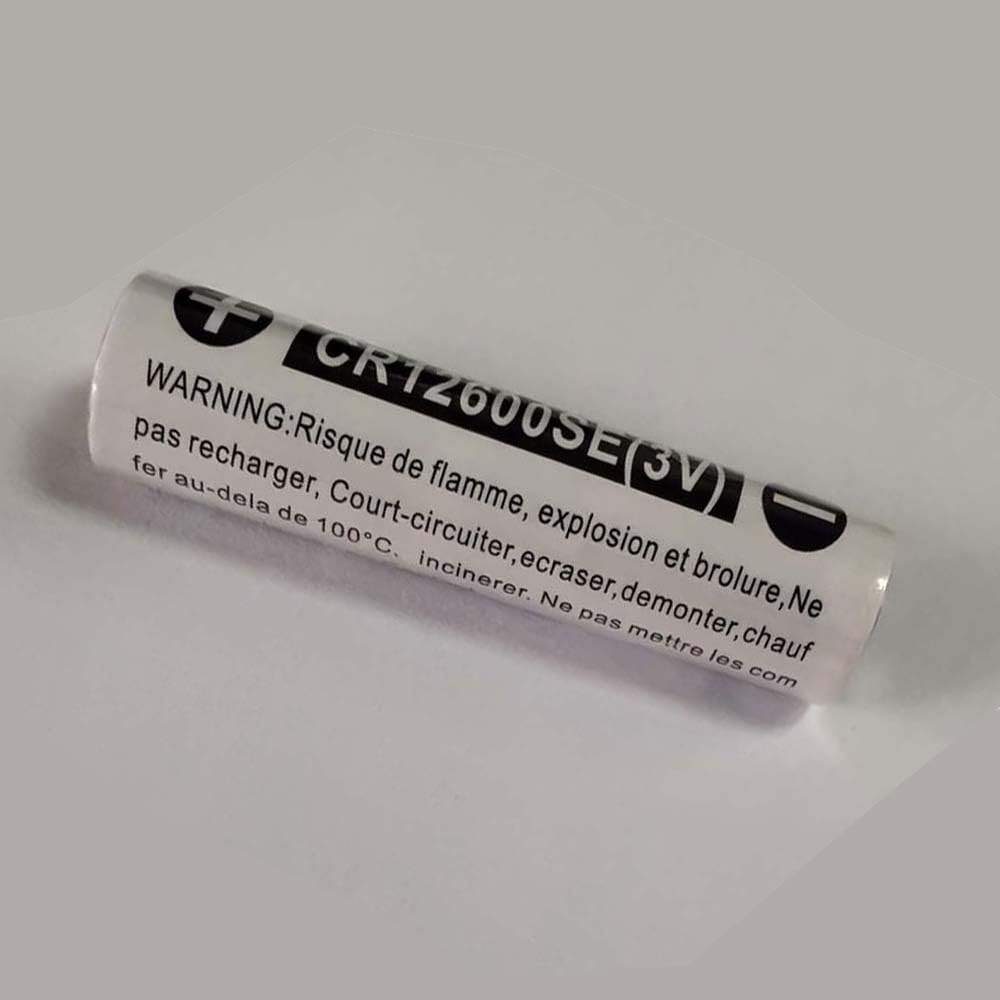 + CR12600SE(3V) −
WARNING:Risque de flamme, explosion et brolure,Ne
pas recharger, Court-circuiter,ecraser,demonter,chauf
fer au-dela de 100°C. incinerer. Ne pas mettre les com